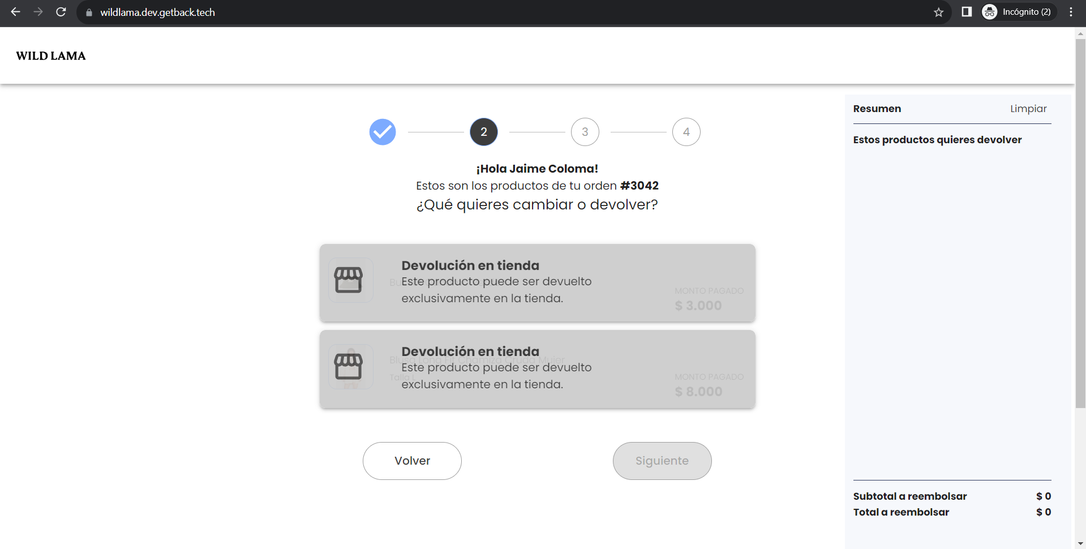 wildlama.dev.getback.tech
Incógnito (2)
WILD LAMA
2
3
4
¡Hola Jaime Coloma!
Estos son los productos de tu orden #3042
¿Qué quieres cambiar o devolver?
Devolución en tienda
Este producto puede ser devuelto
exclusivamente en la tienda.
MONTO PAGADO
$ 3.000
Devolución en tienda
Este producto puede ser devuelto
exclusivamente en la tienda.
MONTO PAGADO
$ 8.000
Volver
Siguiente
Resumen
Limpiar
Estos productos quieres devolver
Subtotal a reembolsar $ 0
Total a reembolsar $ 0